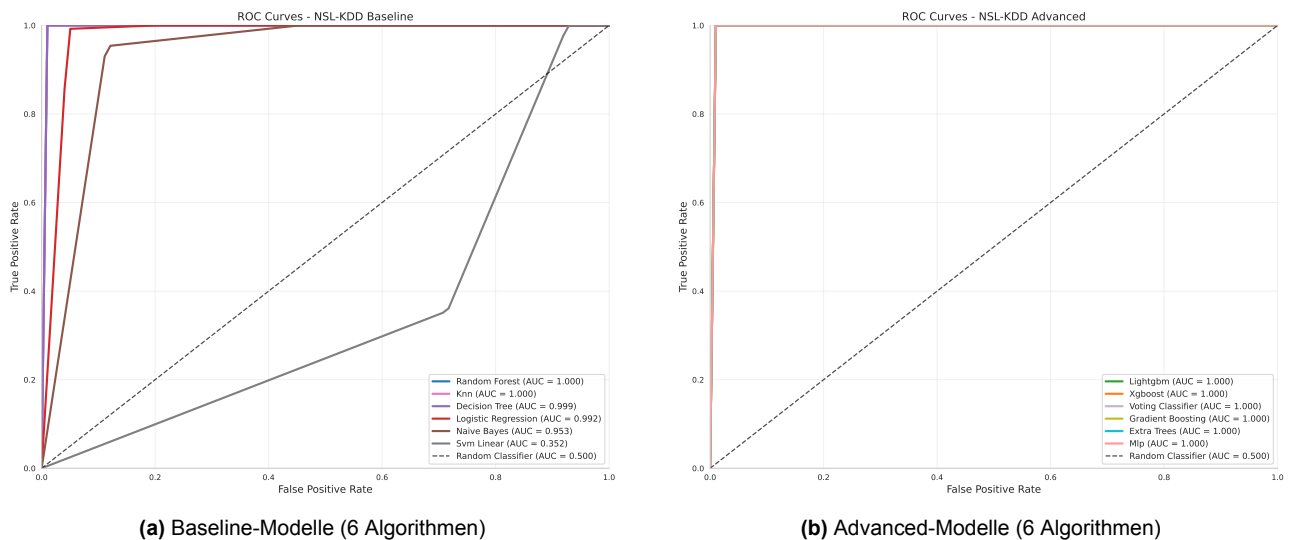 ROC Curves - NSL-KDD Baseline
True Positive Rate
1.0
0.8
0.6
0.4
0.2
0.0
0.0 0.2 0.4 0.6 0.8 1.0
False Positive Rate
Random Forest (AUC = 1.000)
Knn (AUC = 1.000)
Decision Tree (AUC = 0.999)
Logistic Regression (AUC = 0.992)
Naive Bayes (AUC = 0.953)
Svm Linear (AUC = 0.352)
Random Classifier (AUC = 0.500)
(a) Baseline-Modelle (6 Algorithmen)
ROC Curves - NSL-KDD Advanced
True Positive Rate
1.0
0.8
0.6
0.4
0.2
0.0
0.0 0.2 0.4 0.6 0.8 1.0
False Positive Rate
Lightgbm (AUC = 1.000)
Xgboost (AUC = 1.000)
Voting Classifier (AUC = 1.000)
Gradient Boosting (AUC = 1.000)
Extra Trees (AUC = 1.000)
Mlp (AUC = 1.000)
Random Classifier (AUC = 0.500)
(b) Advanced-Modelle (6 Algorithmen)